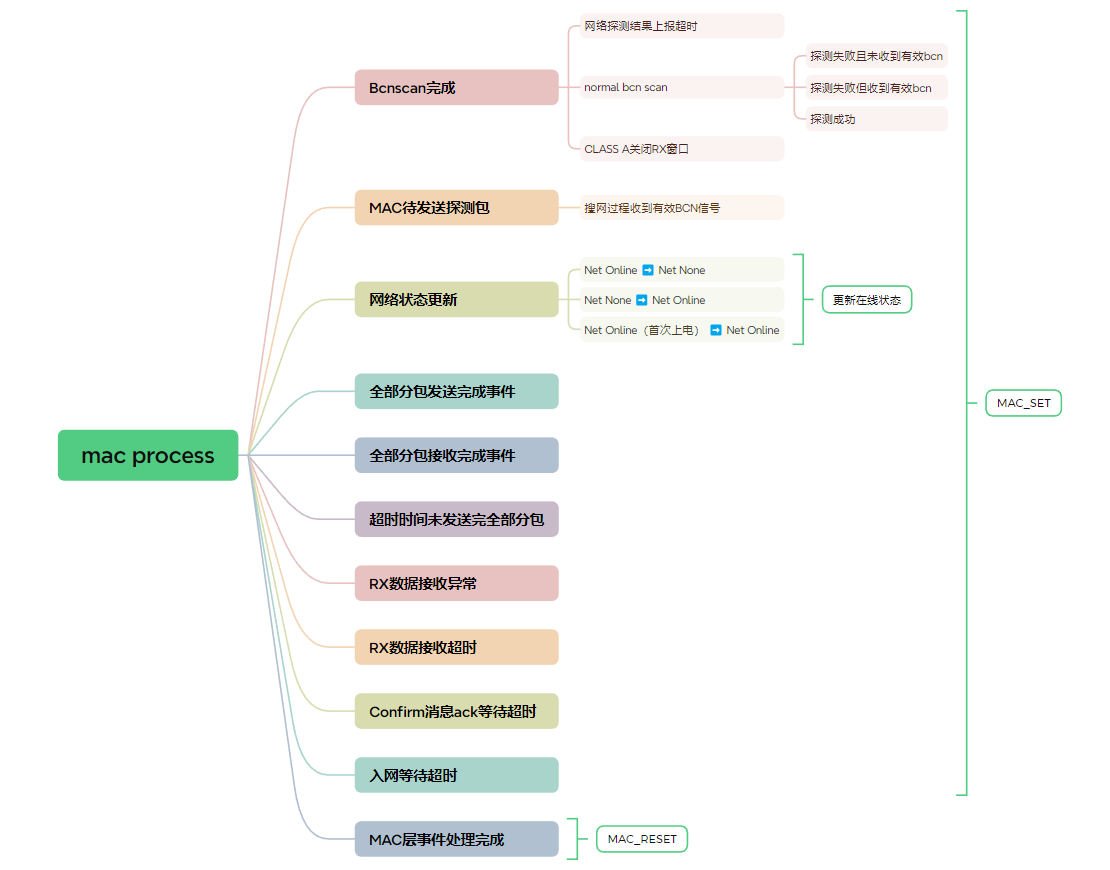 mac process
Bcnscan完成
网络探测结果上报超时
normal bcn scan
探测失败且未收到有效bcn
探测失败但收到有效bcn
探测成功
CLASS A关闭RX窗口
MAC待发送探测包
搜网过程收到有效BCN信号
网络状态更新
Net Online ➡ Net None
Net None ➡ Net Online
Net Online（首次上电） ➡ Net Online
更新在线状态
全部分包发送完成事件
全部分包接收完成事件
超时时间未发送完全部分包
RX数据接收异常
RX数据接收超时
Confirm消息ack等待超时
入网等待超时
MAC_SET
MAC层事件处理完成
MAC_RESET